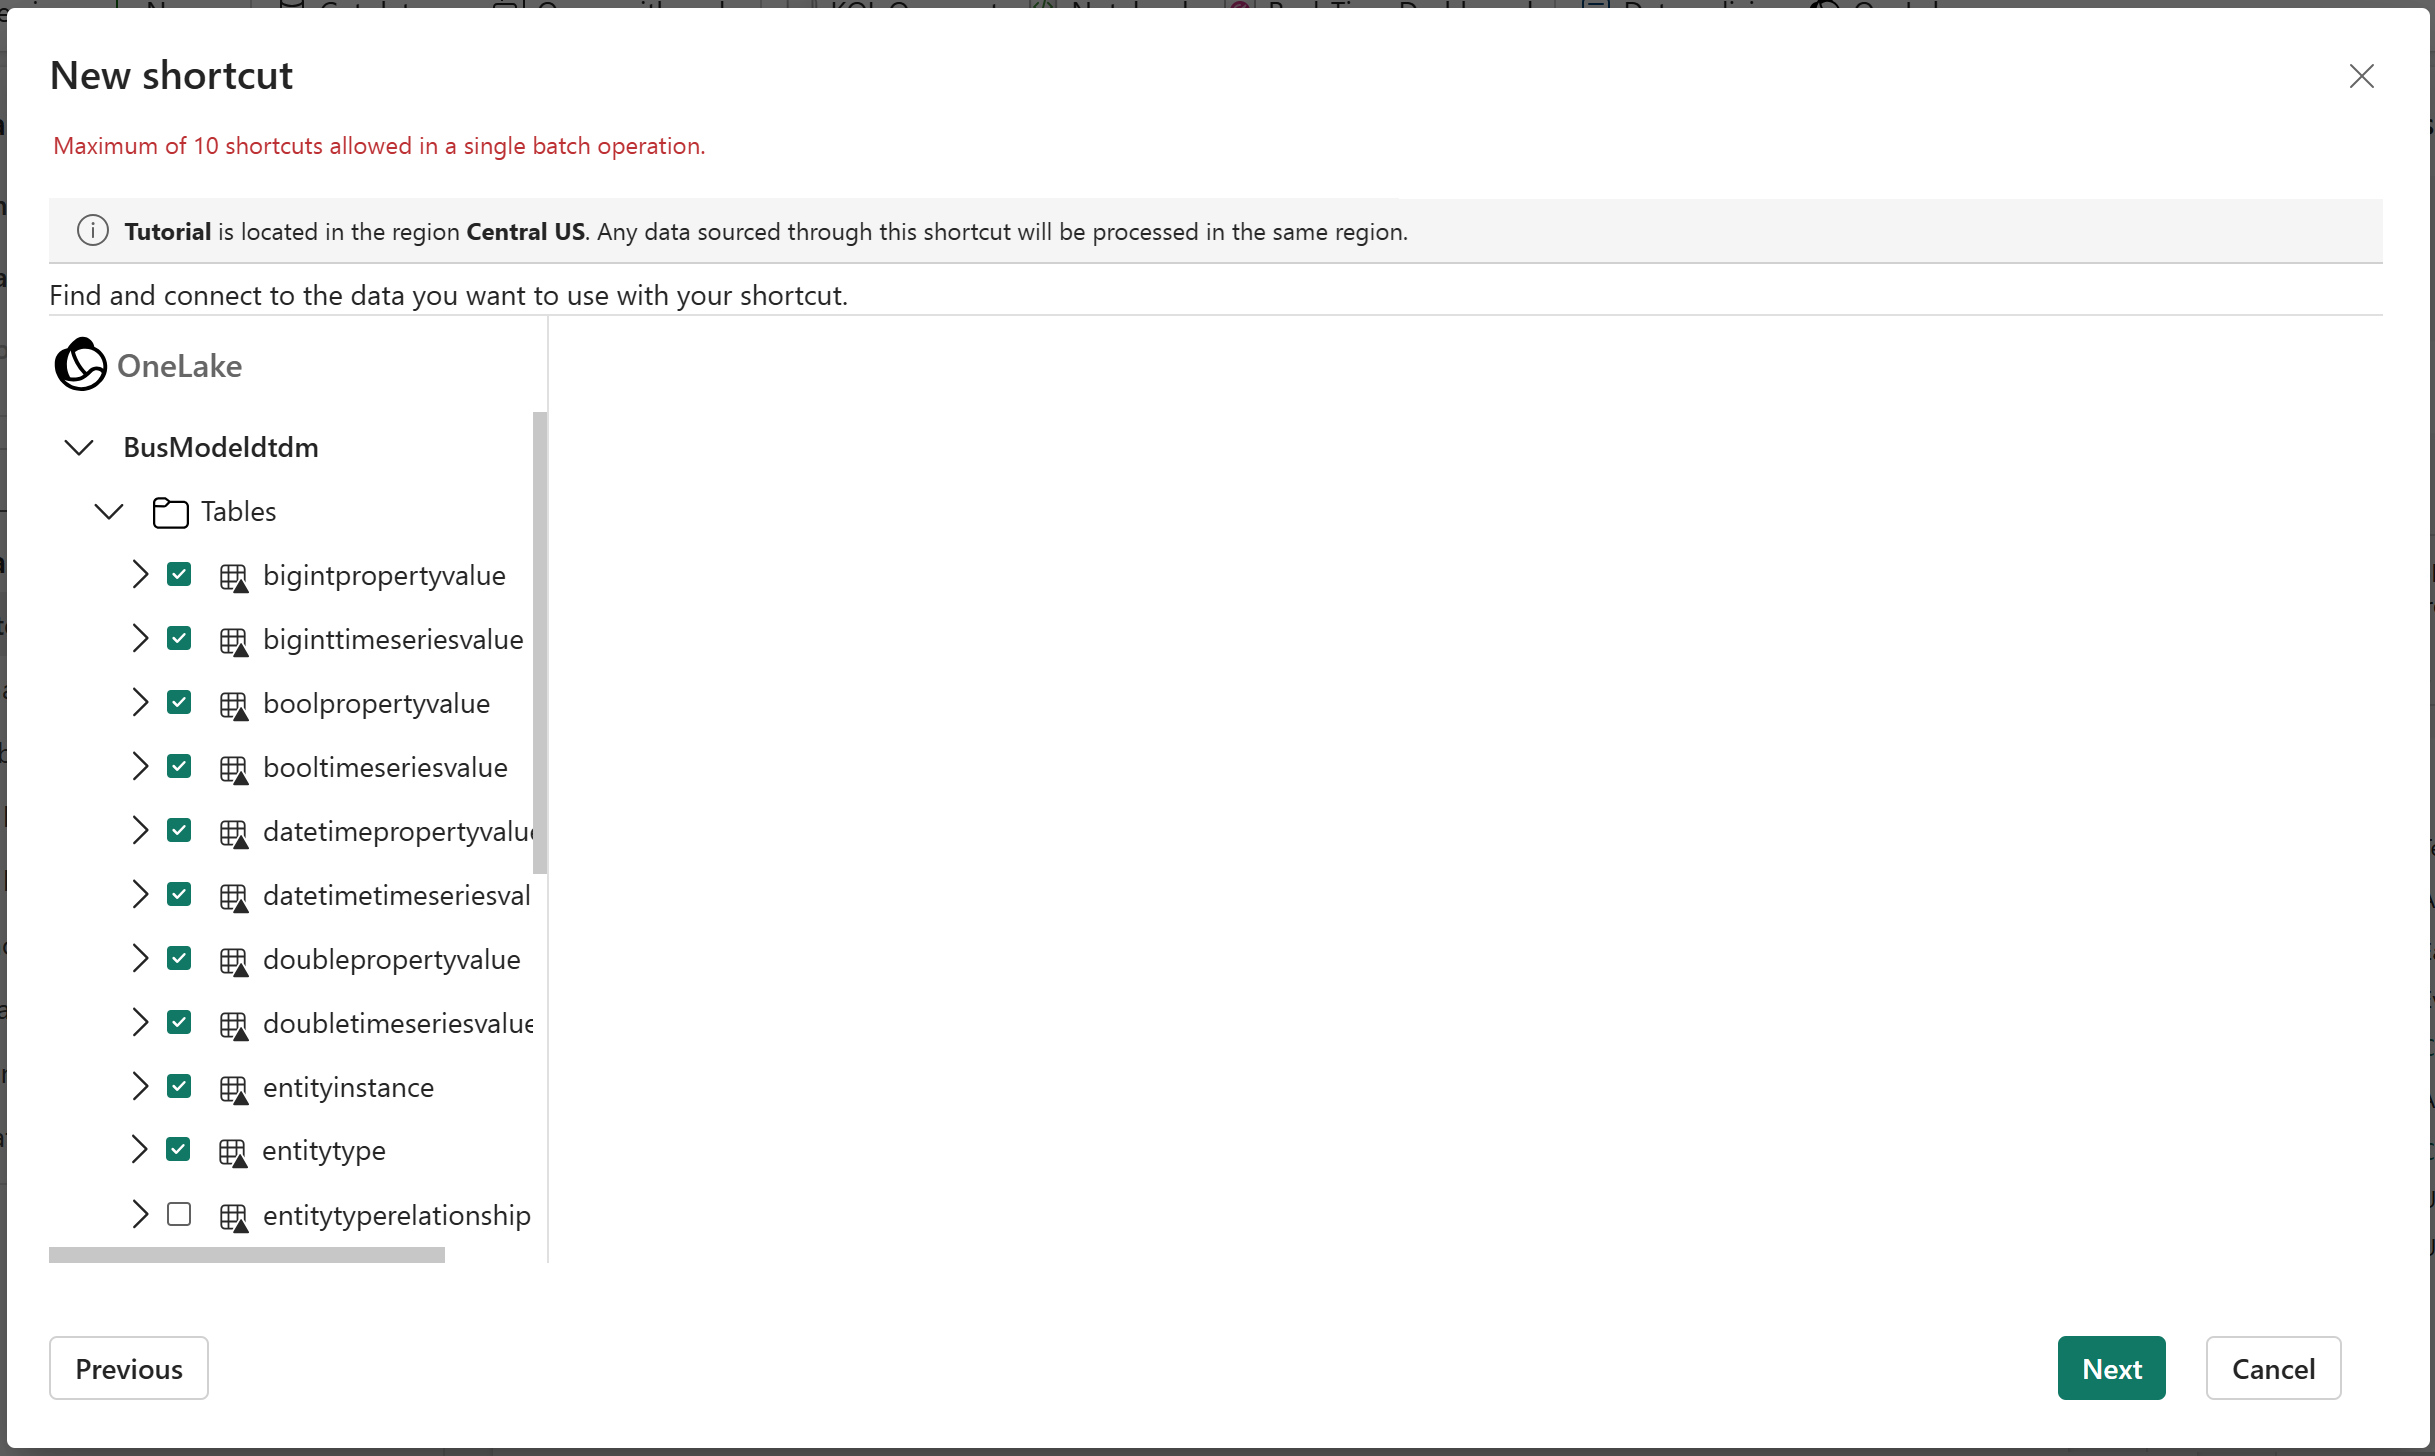 New shortcut
Maximum of 10 shortcuts allowed in a single batch operation.
Tutorial is located in the region Central US. Any data sourced through this shortcut will be processed in the same region.
Find and connect to the data you want to use with your shortcut.
OneLake
BusModeldtdm
Tables
bigintpropertyvalue
biginttimeseriesvalue
boolpropertyvalue
booltimeseriesvalue
datetimepropertyvalue
datetimetimeseriesval
doublepropertyvalue
doubletimeseriesvalue
entityinstance
entitytype
entitytyperelationship
Previous
Next
Cancel